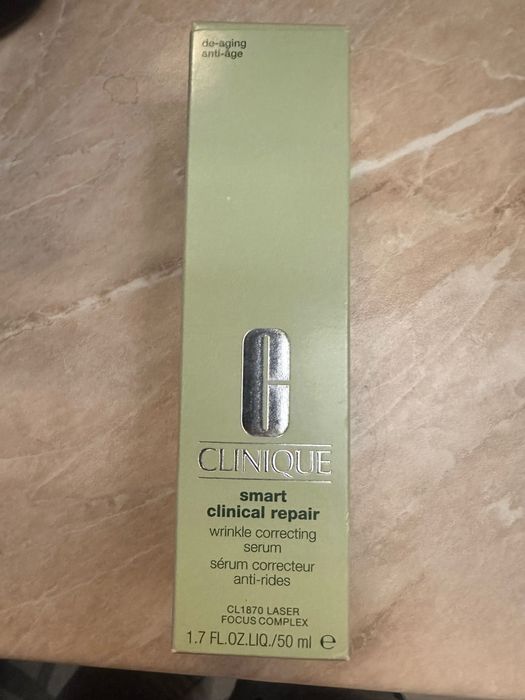 de-aging
anti-âge
C
CLINIQUE
smart
clinical repair
wrinkle correcting
serum
sérum correcteur
anti-rides
CL1870 LASER
FOCUS COMPLEX
1.7 FL.OZ.LIQ./50 ml ℮